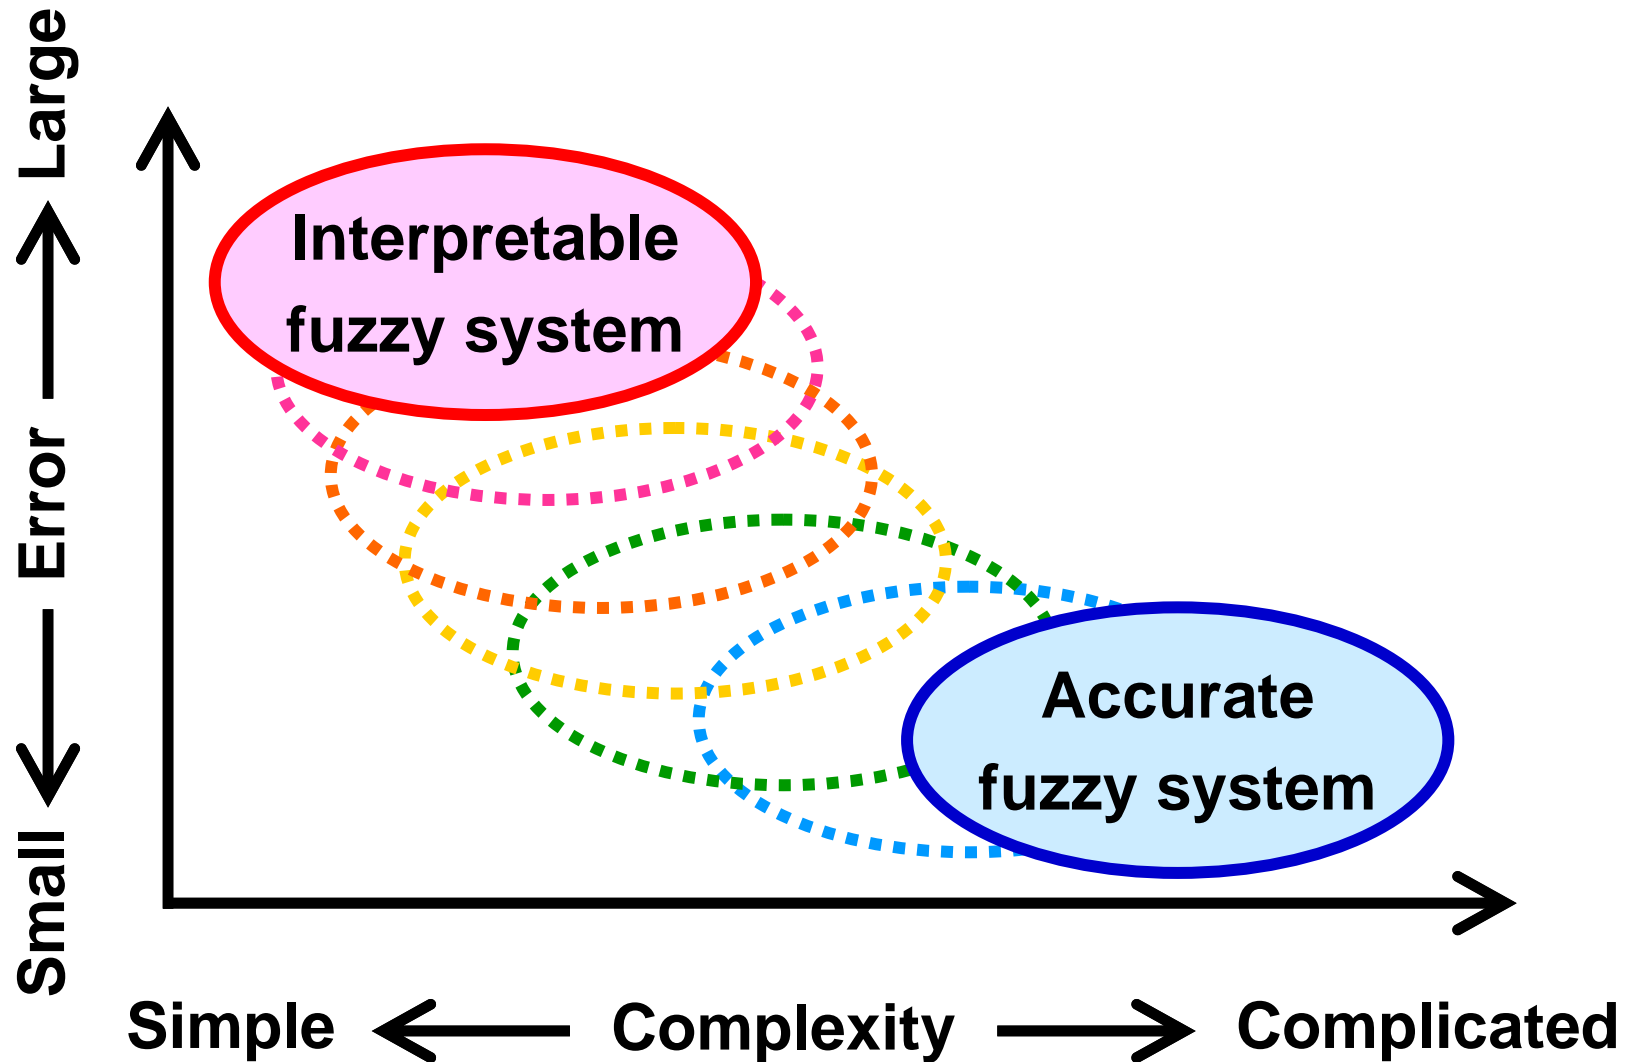 Large
Error
Small
Interpretable
fuzzy system
Accurate
fuzzy system
Simple
Complexity
Complicated